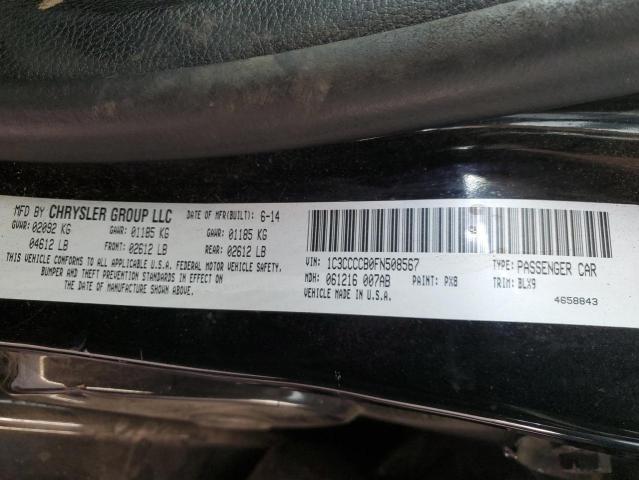 MFD BY CHRYSLER GROUP LLC DATE OF MFR(BUILT): 6-14
GVWR: 02092 KG GAWR: 01185 KG GAWR: 01185 KG
04612 LB FRONT: 02612 LB REAR: 02612 LB
THIS VEHICLE CONFORMS TO ALL APPLICABLE U.S.A. FEDERAL MOTOR VEHICLE SAFETY,
BUMPER AND THEFT PREVENTION STANDARDS IN EFFECT ON
THE DATE OF MANUFACTURE SHOWN ABOVE.
VIN: 1C3CCCCB0FN508567 TYPE: PASSENGER CAR
MDH: 061216 007AB PAINT: PX8 TRIM: BLX9
VEHICLE MADE IN U.S.A. 4658843